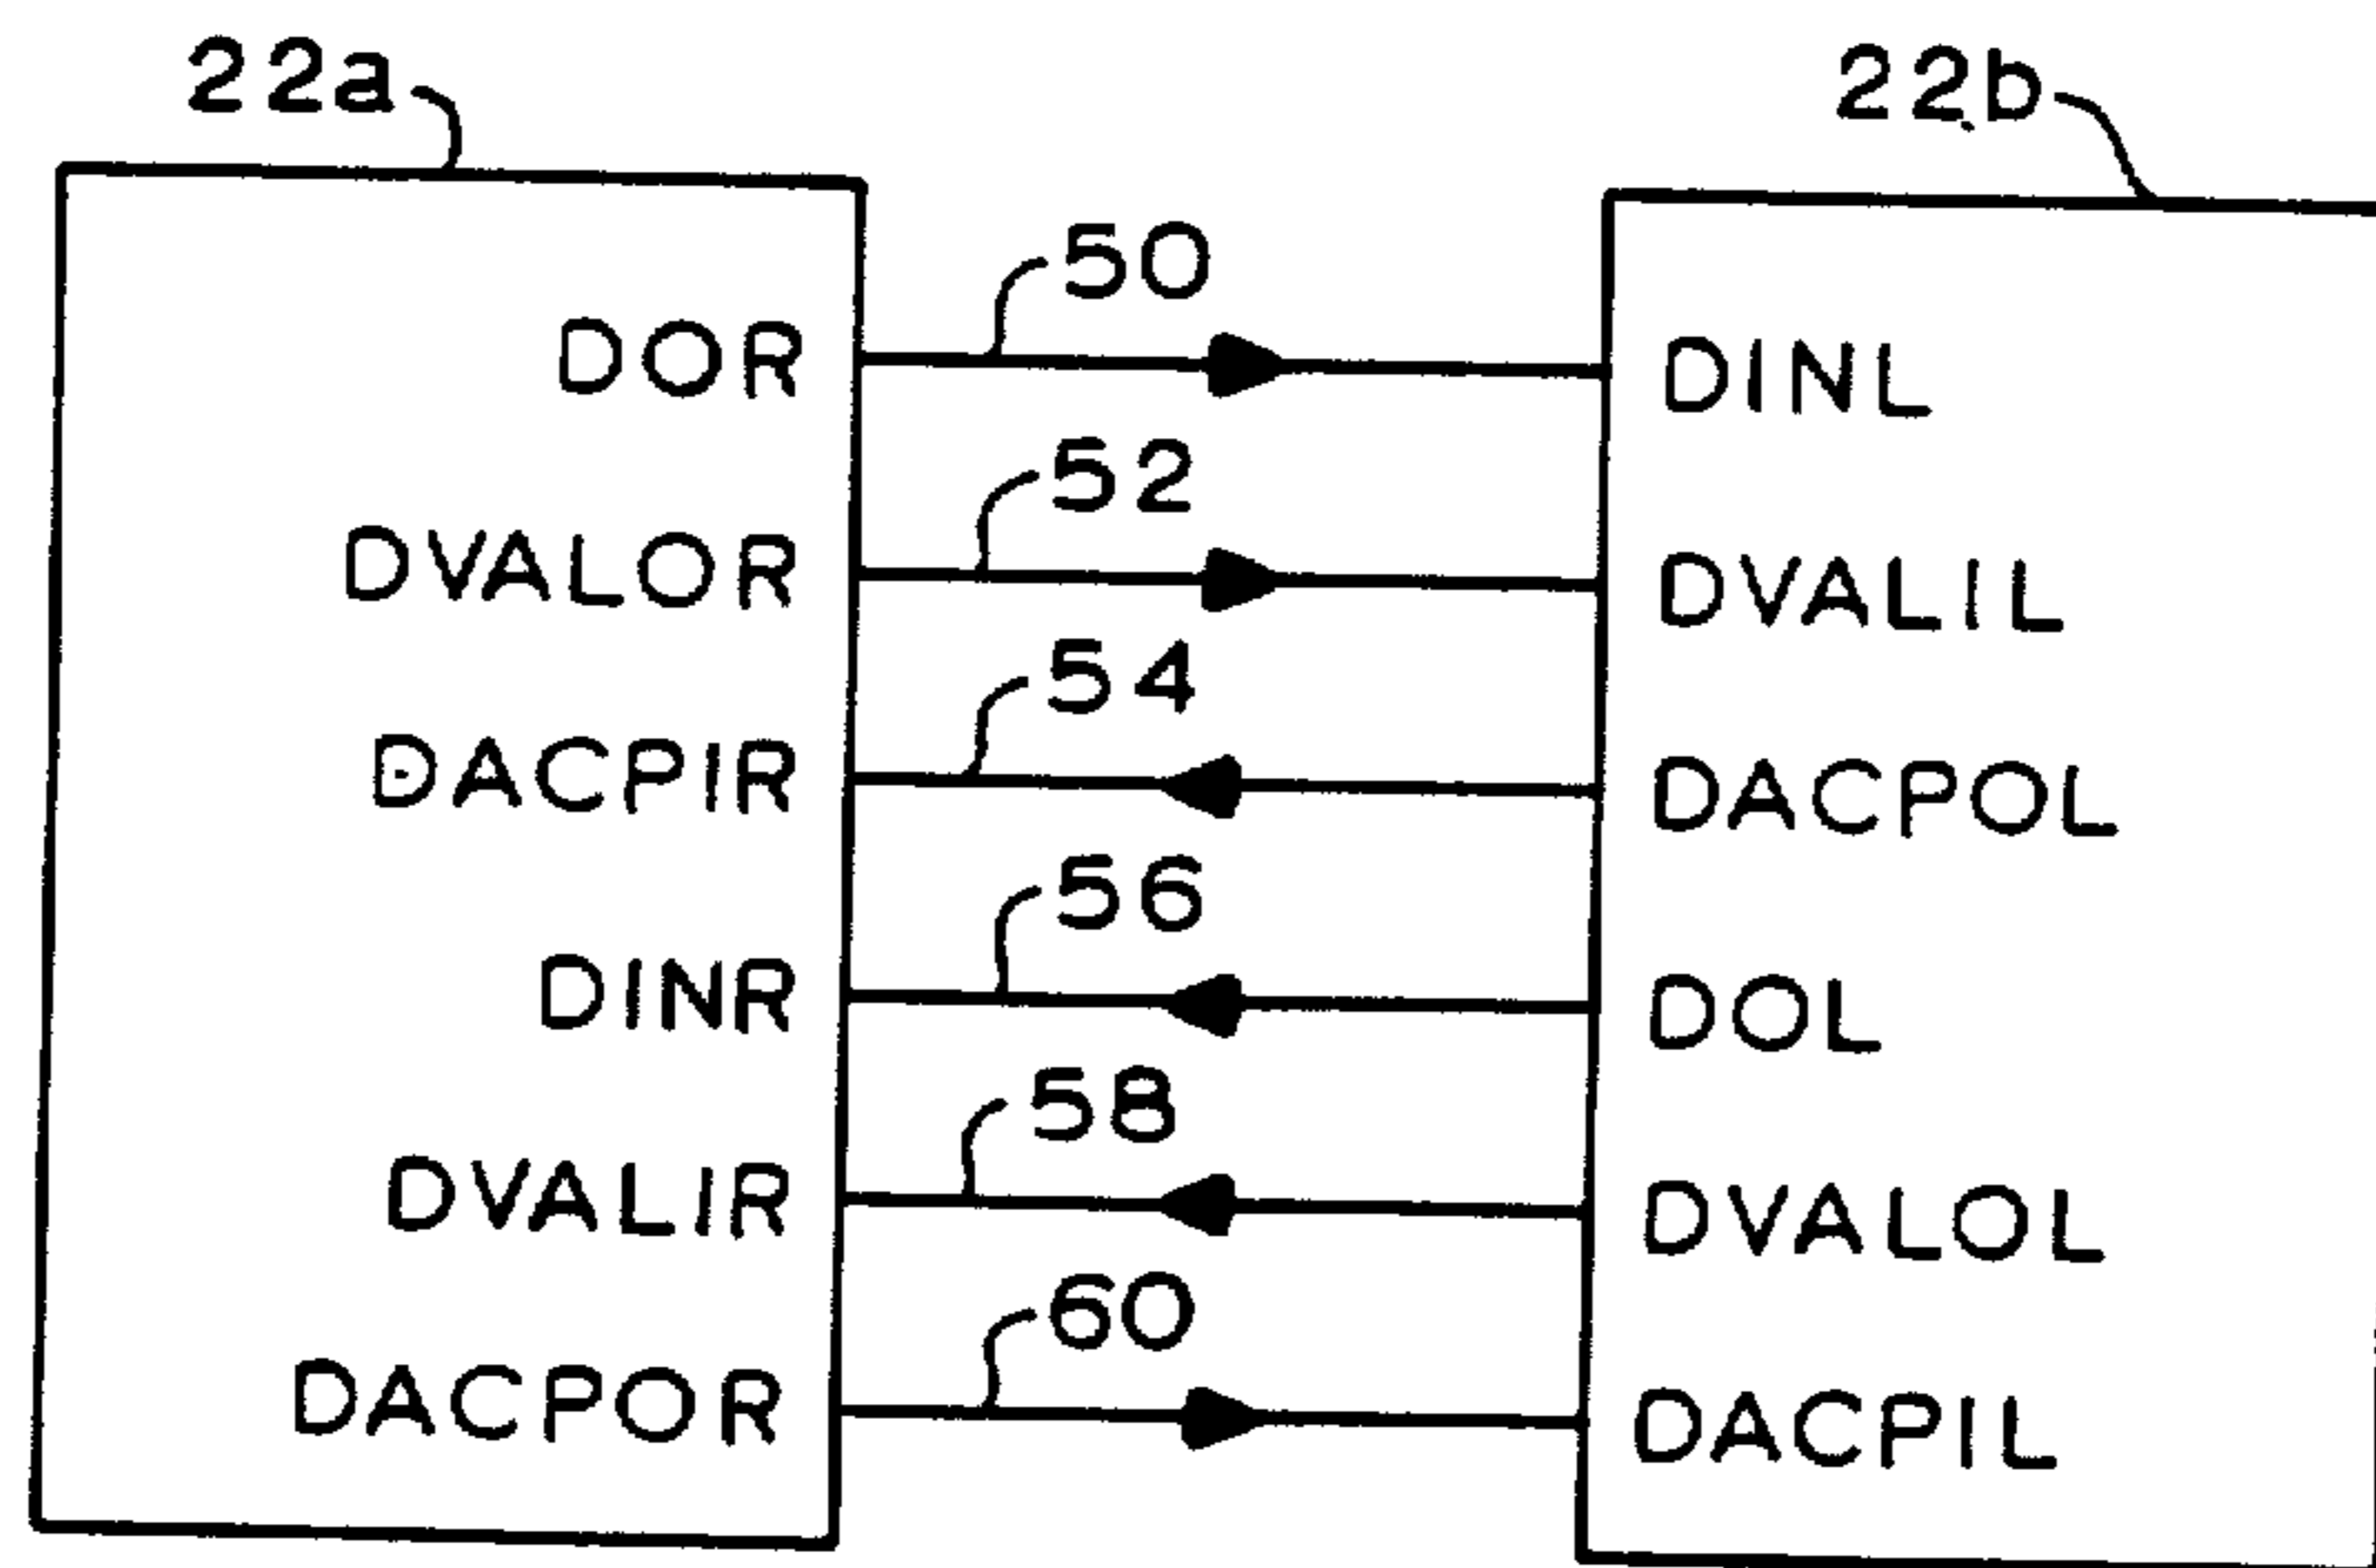 22a
22b
50
DOR
DINL
52
DVALOR
DVALIL
54
DACPIR
DACPOL
56
DINR
DOL
58
DVALIR
DVALOL
60
DACPOR
DACPIL